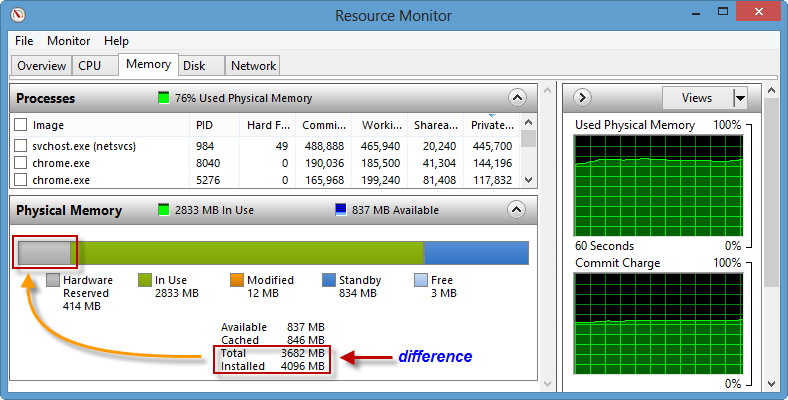 Resource Monitor
File Monitor Help
Overview CPU Memory Disk Network
Processes 76% Used Physical Memory
Image PID Hard F... Commi... Worki... Sharea... Private...
svchost.exe (netsvcs) 984 49 488,888 465,940 20,240 445,700
chrome.exe 8040 0 190,036 185,500 41,304 144,196
chrome.exe 5276 0 165,968 199,240 81,408 117,832
Physical Memory 2833 MB In Use 837 MB Available
Hardware Reserved 414 MB
In Use 2833 MB
Modified 12 MB
Standby 834 MB
Free 3 MB
Available 837 MB
Cached 846 MB
Total 3682 MB
Installed 4096 MB
difference
Views
Used Physical Memory 100%
60 Seconds 0%
Commit Charge 100%
0%